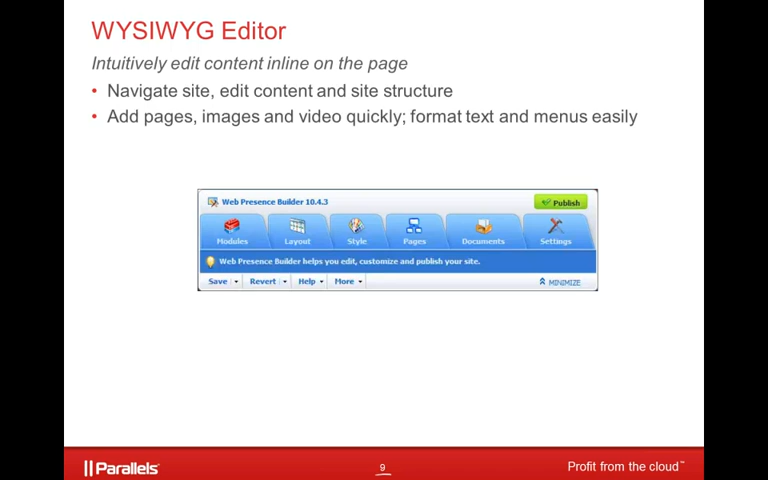 WYSIWYG Editor
Intuitively edit content inline on the page
• Navigate site, edit content and site structure
• Add pages, images and video quickly; format text and menus easily
Web Presence Builder 10.4.3
Publish
Modules Layout Style Pages Documents Settings
Web Presence Builder helps you edit, customize and publish your site.
Save Revert Help More MINIMIZE
Parallels 9 Profit from the cloud™